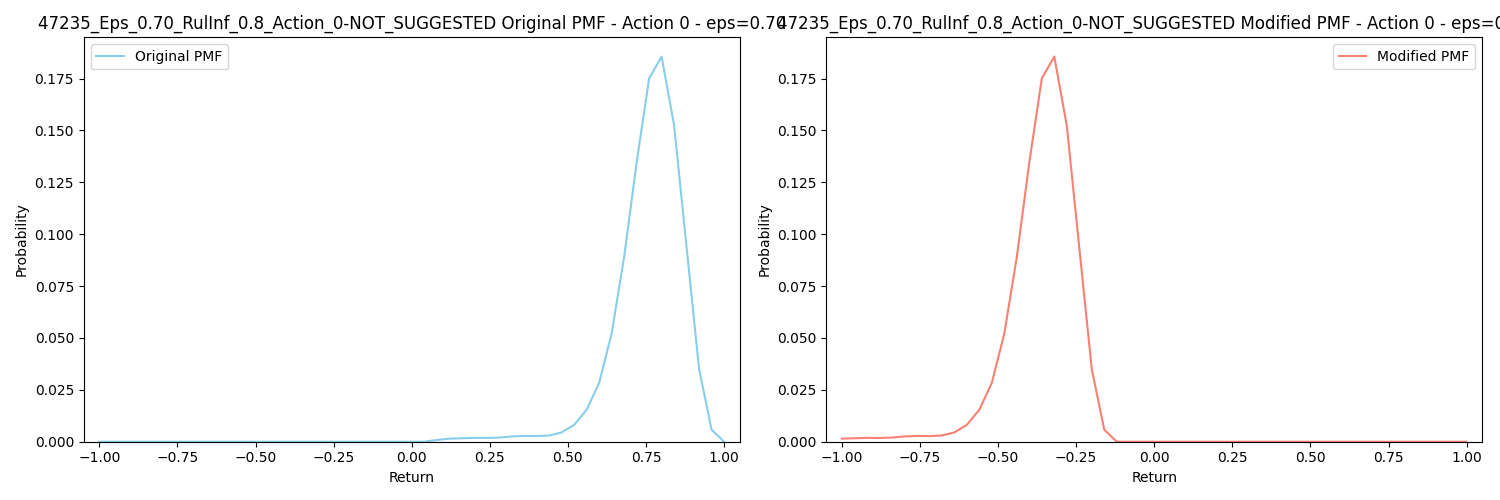 47235_Eps_0.70_RulInf_0.8_Action_0-NOT_SUGGESTED Original PMF - Action 0 - eps=0.70
Original PMF
0.175
0.150
0.125
0.100
0.075
0.050
0.025
0.000
Probability
−1.00 −0.75 −0.50 −0.25 0.00 0.25 0.50 0.75 1.00
Return
47235_Eps_0.70_RulInf_0.8_Action_0-NOT_SUGGESTED Modified PMF - Action 0 - eps=0
Modified PMF
0.175
0.150
0.125
0.100
0.075
0.050
0.025
0.000
Probability
−1.00 −0.75 −0.50 −0.25 0.00 0.25 0.50 0.75 1.00
Return